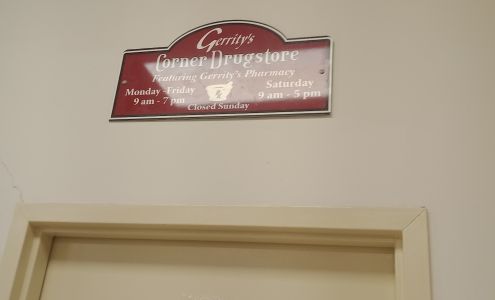 Gerrity's
Corner Drugstore
Featuring Gerrity's Pharmacy
Monday - Friday
9 am - 7 pm
Saturday
9 am - 5 pm
Closed Sunday